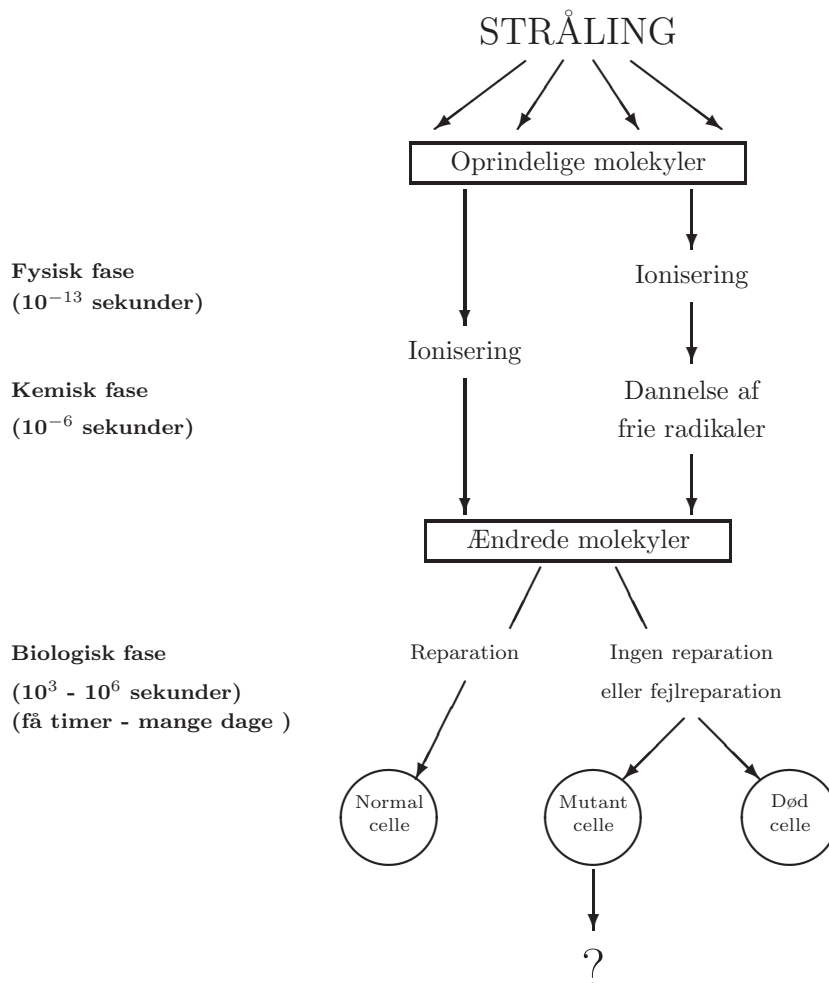 STRÅLING
Oprindelige molekyler
Fysisk fase
(10⁻¹³ sekunder)
Ionisering
Ionisering
Kemisk fase
(10⁻⁶ sekunder)
Dannelse af
frie radikaler
Ændrede molekyler
Biologisk fase
(10³ - 10⁶ sekunder)
(få timer - mange dage )
Reparation
Ingen reparation
eller fejlreparation
Normal
celle
Mutant
celle
Død
celle
?